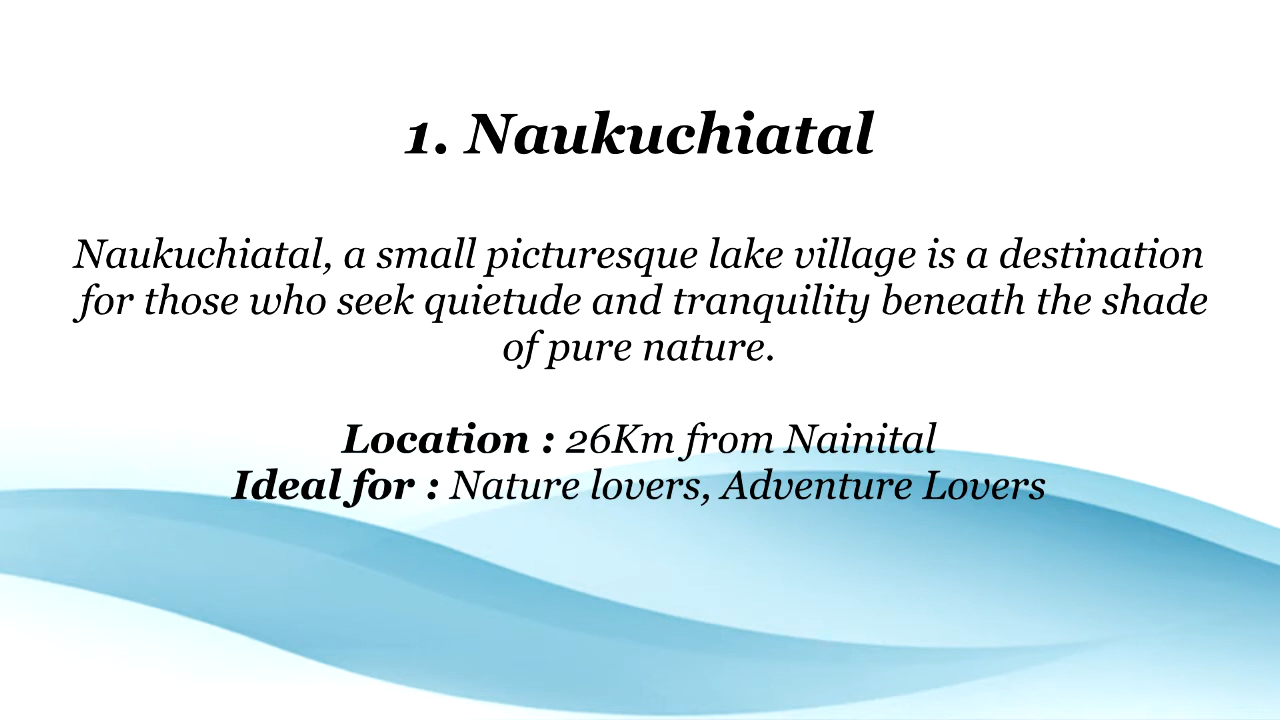 1. Naukuchiatal
Naukuchiatal, a small picturesque lake village is a destination
for those who seek quietude and tranquility beneath the shade
of pure nature.
Location : 26Km from Nainital
Ideal for : Nature lovers, Adventure Lovers